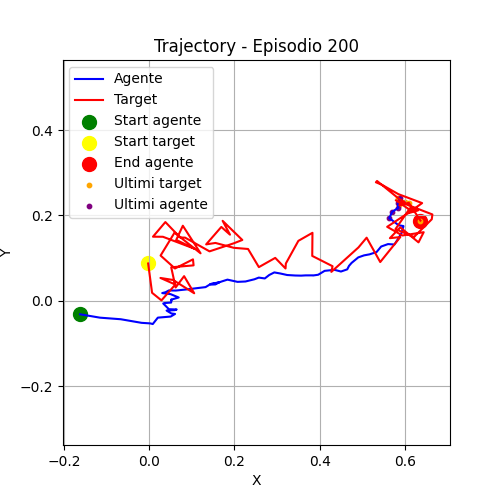 Trajectory - Episodio 200
Agente
Target
Start agente
Start target
End agente
Ultimi target
Ultimi agente
0.4
0.2
0.0
−0.2
Y
−0.2
0.0
0.2
0.4
0.6
X